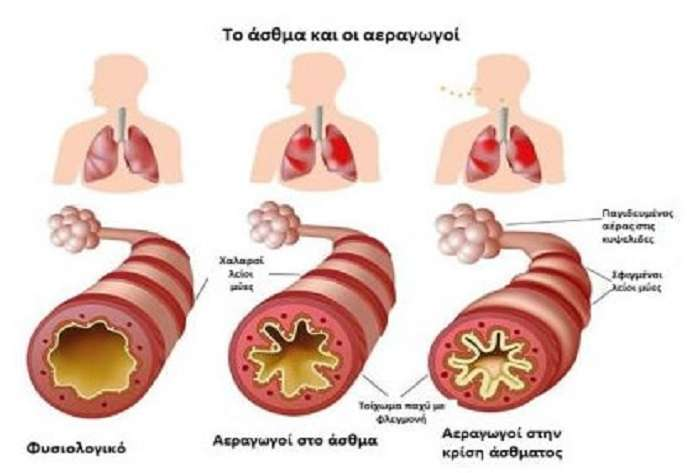 Το άσθμα και οι αεραγωγοί
Παγιδευμένος
αέρας στις
κυψελίδες
Χαλαροί
λείοι
μύες
Σφιγμένοι
λείοι μύες
Τοίχωμα παχύ με
φλεγμονή
Φυσιολογικό
Αεραγωγοί στο άσθμα
Αεραγωγοί στην
κρίση άσθματος